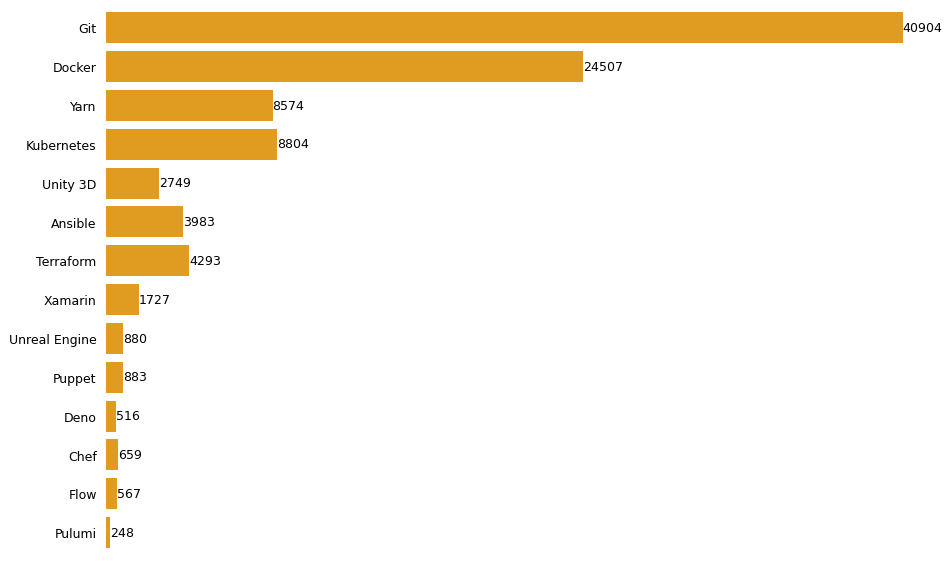 Git 40904
Docker 24507
Yarn 8574
Kubernetes 8804
Unity 3D 2749
Ansible 3983
Terraform 4293
Xamarin 1727
Unreal Engine 880
Puppet 883
Deno 516
Chef 659
Flow 567
Pulumi 248